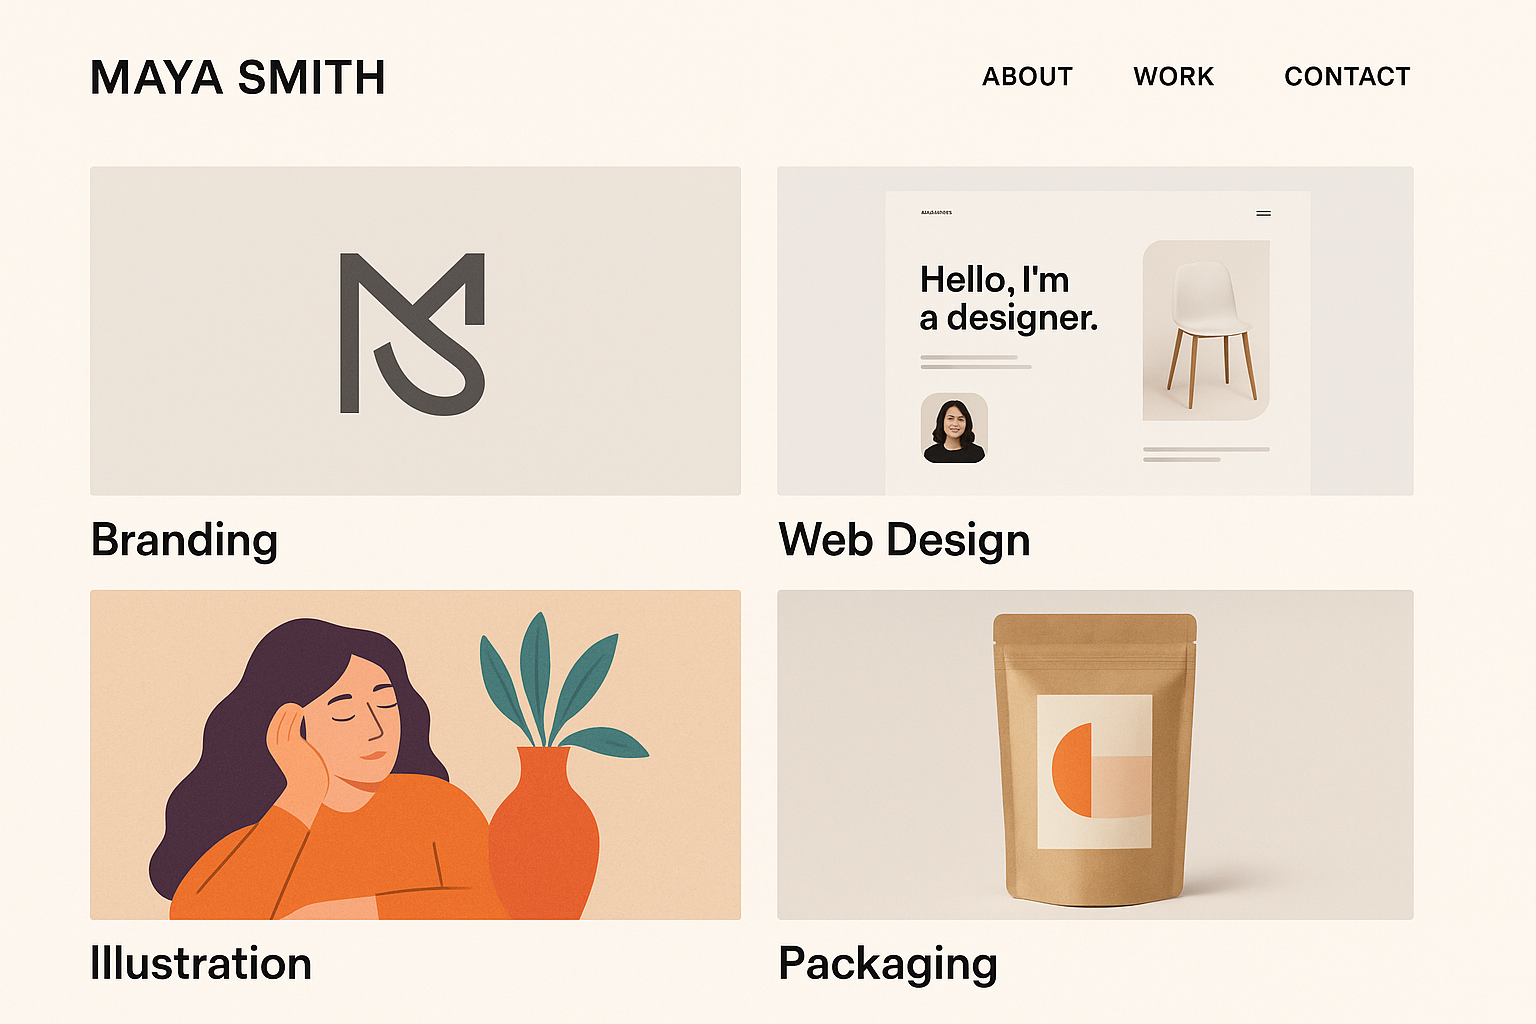 MAYA SMITH
ABOUT WORK CONTACT
Hello, I'm
a designer.
Branding
Web Design
Illustration
Packaging